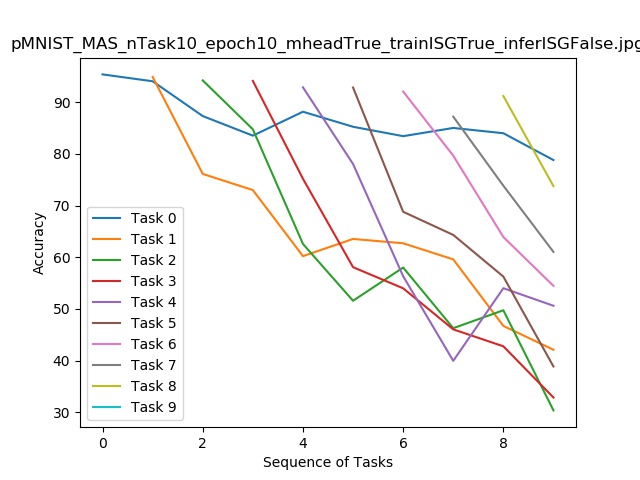 pMNIST_MAS_nTask10_epoch10_mheadTrue_trainISGTrue_inferISGFalse.jpg
90
80
70
60
50
40
30
Accuracy
Task 0
Task 1
Task 2
Task 3
Task 4
Task 5
Task 6
Task 7
Task 8
Task 9
0
2
4
6
8
Sequence of Tasks